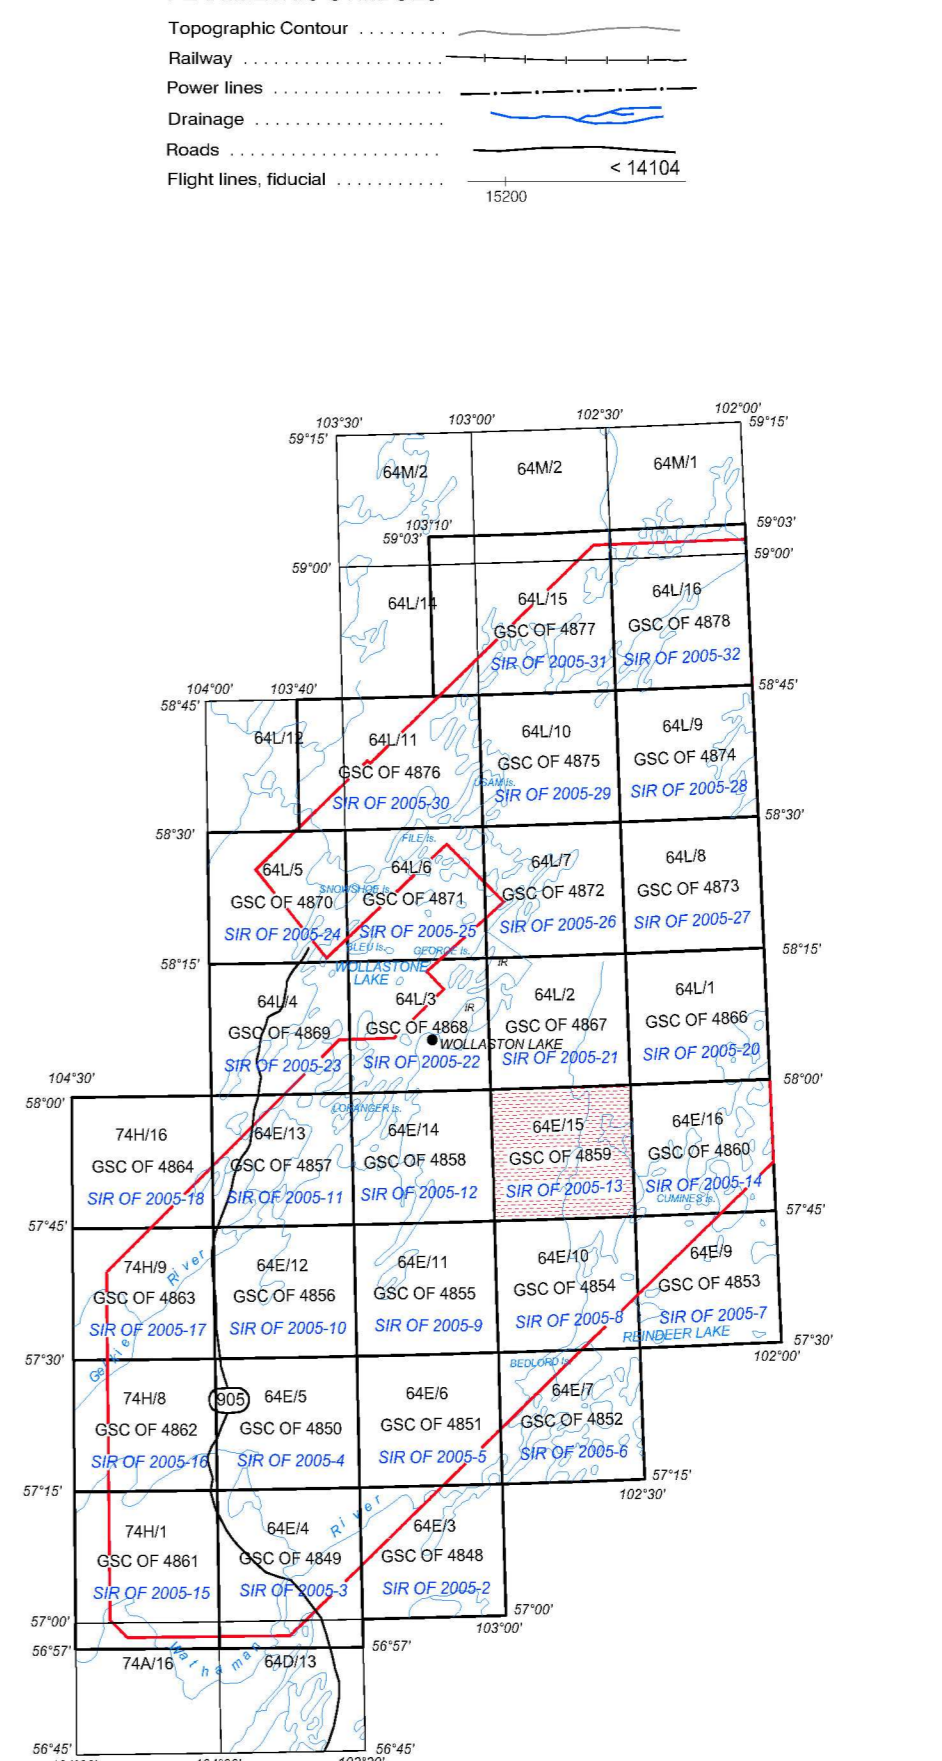 Topographic Contour .........
Railway ....................
Power lines .................
Drainage ...................
Roads .....................
Flight lines, fiducial ...........
< 14104
15200
103°30' 103°00' 102°30' 102°00'
59°15' 59°15'
64M/2 64M/2 64M/1
103°10'
59°03' 59°03'
59°00' 59°00'
64L/14 64L/15 64L/16
GSC OF 4877 GSC OF 4878
SIR OF 2005-31 SIR OF 2005-32
104°00' 103°40'
58°45' 58°45'
64L/12 64L/11 64L/10 64L/9
GSC OF 4876 GSC OF 4875 GSC OF 4874
USAM Is.
SIR OF 2005-30 SIR OF 2005-29 SIR OF 2005-28
58°30' 58°30'
FILE Is.
64L/5 64L/6 64L/7 64L/8
SNOWSHOE Is.
GSC OF 4870 GSC OF 4871 GSC OF 4872 GSC OF 4873
SIR OF 2005-24 SIR OF 2005-25 SIR OF 2005-26 SIR OF 2005-27
BLEU Is. GEORGE Is.
58°15' 58°15'
WOLLASTONE IR
LAKE
64L/4 64L/3 64L/2 64L/1
IR
GSC OF 4869 GSC OF 4868 GSC OF 4867 GSC OF 4866
WOLLASTON LAKE
SIR OF 2005-23 SIR OF 2005-22 SIR OF 2005-21 SIR OF 2005-20
104°30'
58°00' 58°00'
LORANGER Is.
74H/16 64E/13 64E/14 64E/15 64E/16
GSC OF 4864 GSC OF 4857 GSC OF 4858 GSC OF 4859 GSC OF 4860
SIR OF 2005-18 SIR OF 2005-11 SIR OF 2005-12 SIR OF 2005-13 SIR OF 2005-14
CUMINES Is.
57°45' 57°45'
74H/9 64E/12 64E/11 64E/10 64E/9
GSC OF 4863 GSC OF 4856 GSC OF 4855 GSC OF 4854 GSC OF 4853
SIR OF 2005-17 SIR OF 2005-10 SIR OF 2005-9 SIR OF 2005-8 SIR OF 2005-7
Geikie River
REINDEER LAKE
57°30' 57°30'
102°00'
BEDLORD Is.
74H/8 905 64E/5 64E/6 64E/7
GSC OF 4862 GSC OF 4850 GSC OF 4851 GSC OF 4852
SIR OF 2005-16 SIR OF 2005-4 SIR OF 2005-5 SIR OF 2005-6
57°15' 57°15'
102°30'
River
74H/1 64E/4 64E/3
GSC OF 4861 GSC OF 4849 GSC OF 4848
SIR OF 2005-15 SIR OF 2005-3 SIR OF 2005-2
57°00' 57°00'
103°00'
56°57' 56°57'
Wathaman
74A/16 64D/13
56°45' 56°45'